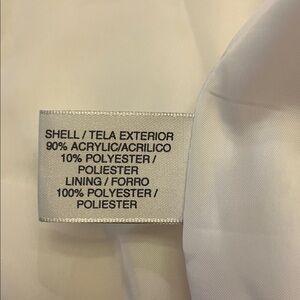 SHELL / TELA EXTERIOR
90% ACRYLIC/ACRILICO
10% POLYESTER /
POLIESTER
LINING / FORRO
100% POLYESTER /
POLIESTER